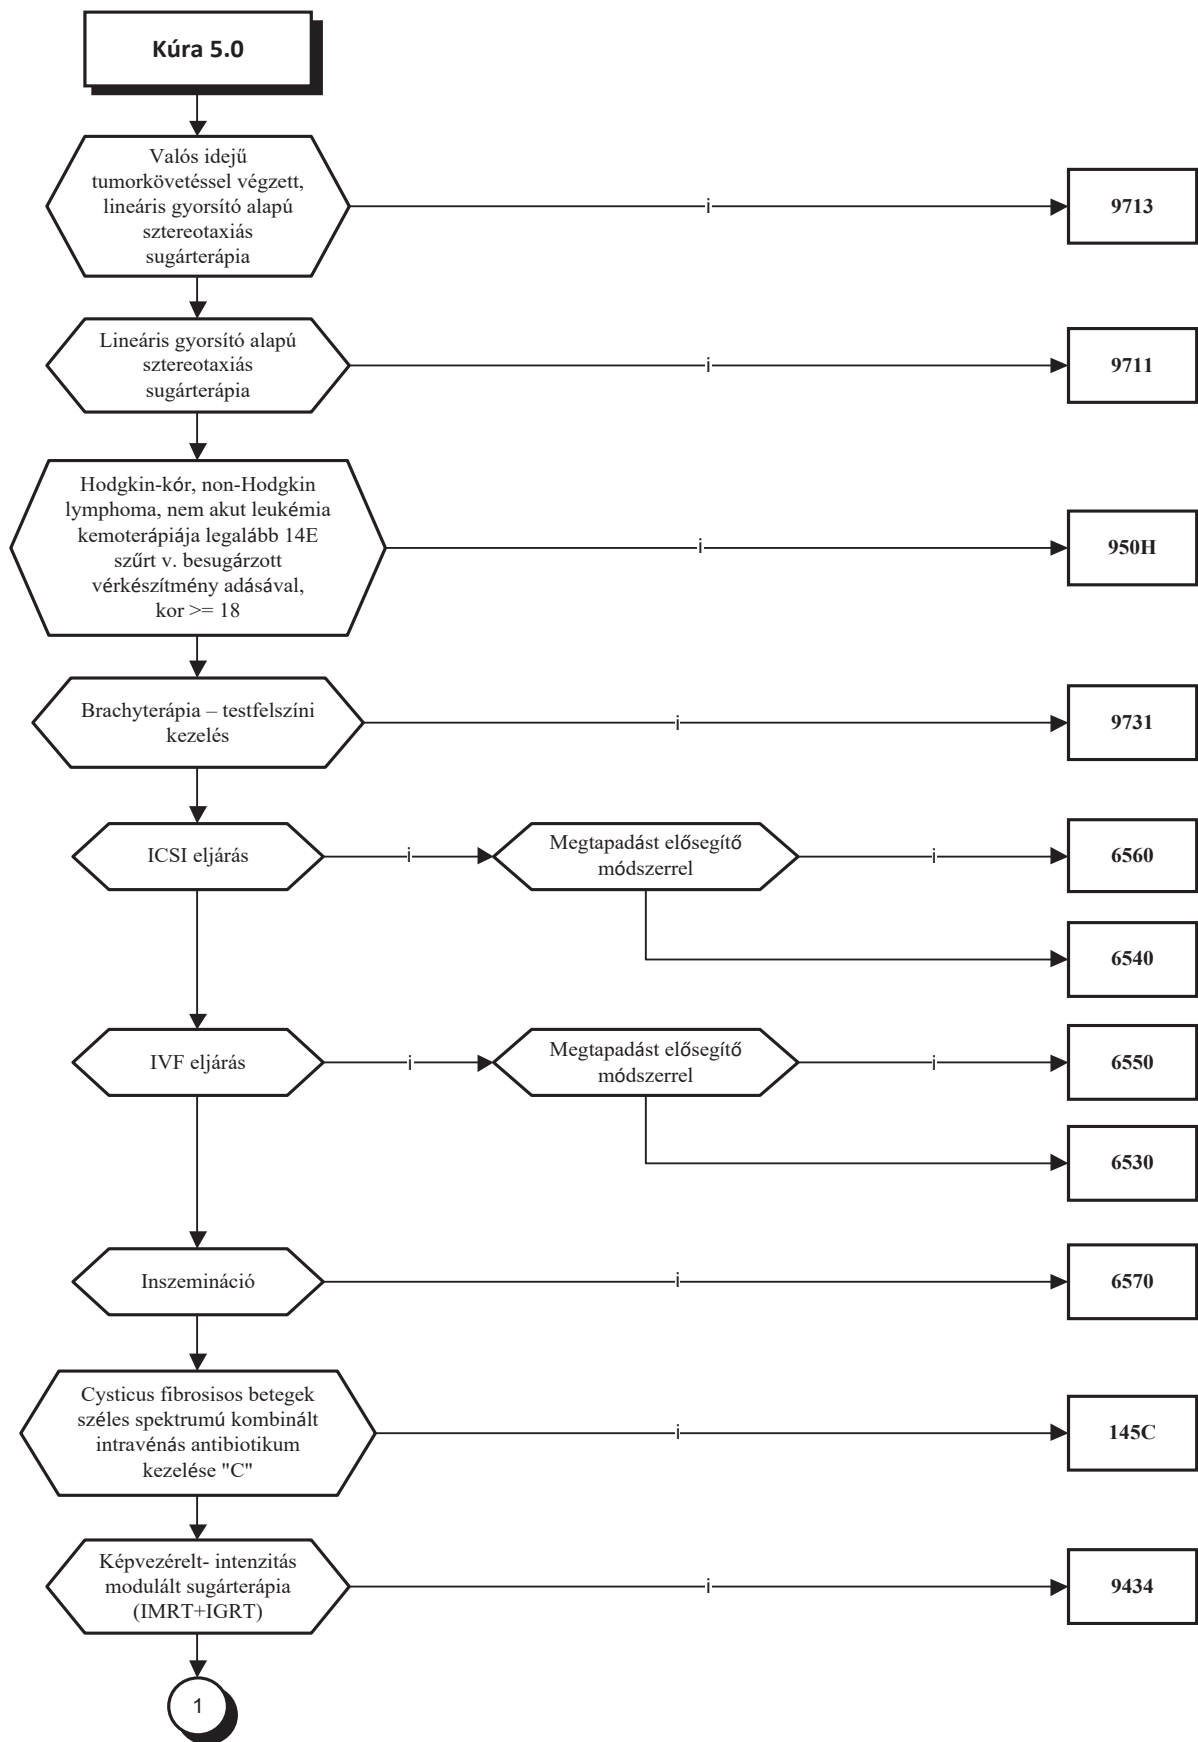 Kúra 5.0
Valós idejű
tumorkövetéssel végzett,
lineáris gyorsító alapú
sztereotaxiás
sugárterápia
i
9713
Lineáris gyorsító alapú
sztereotaxiás
sugárterápia
i
9711
Hodgkin-kór, non-Hodgkin
lymphoma, nem akut leukémia
kemoterápiája legalább 14E
szűrt v. besugárzott
vérkészítmény adásával,
kor >= 18
i
950H
Brachyterápia – testfelszíni
kezelés
i
9731
ICSI eljárás
i
Megtapadást elősegítő
módszerrel
i
6560
6540
IVF eljárás
i
Megtapadást elősegítő
módszerrel
i
6550
6530
Inszemináció
i
6570
Cysticus fibrosisos betegek
széles spektrumú kombinált
intravénás antibiotikum
kezelése "C"
i
145C
Képvezérelt- intenzitás
modulált sugárterápia
(IMRT+IGRT)
i
9434
1